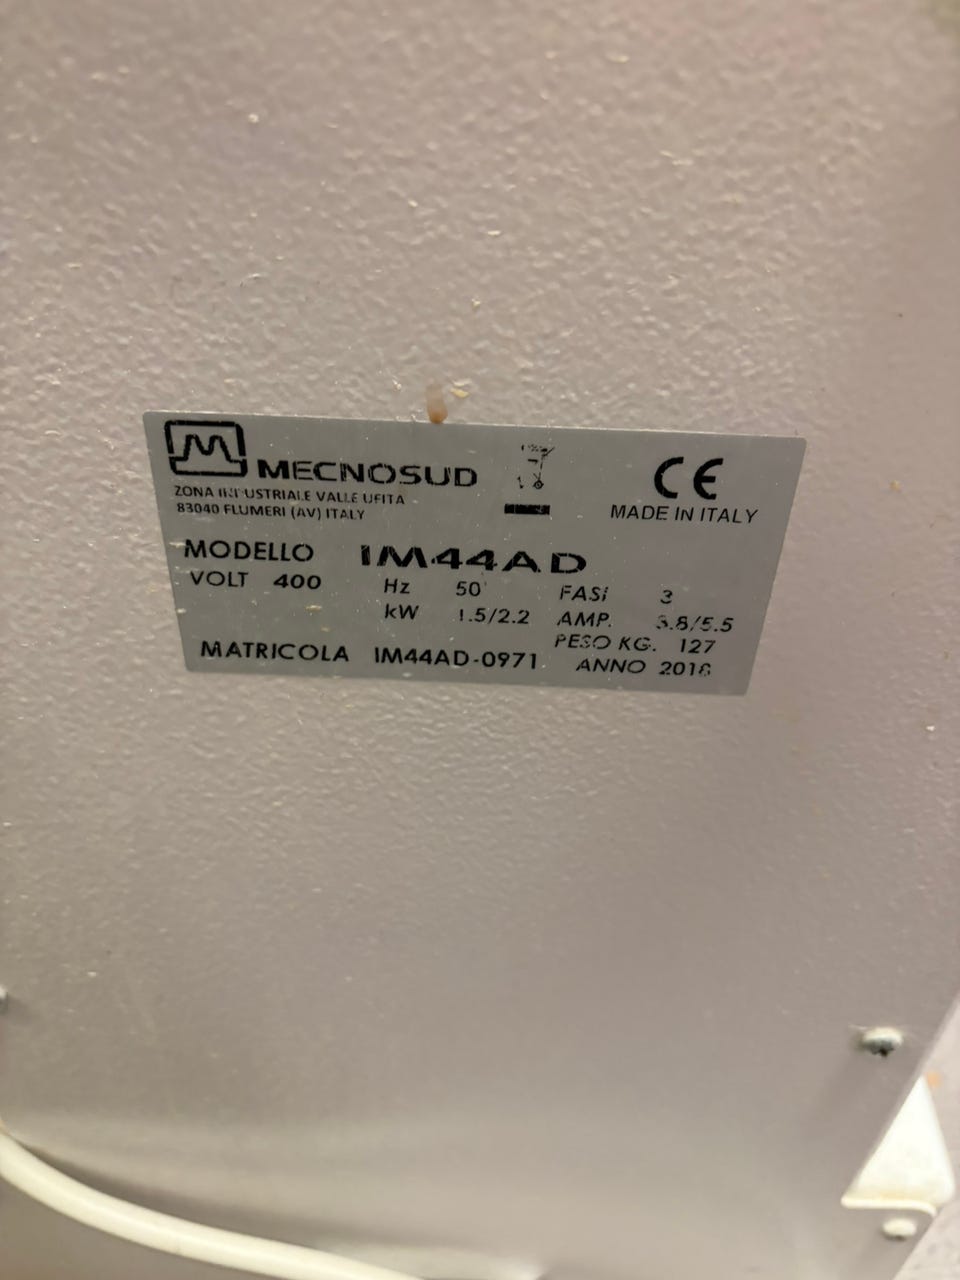 MECNOSUD
ZONA INDUSTRIALE VALLE UFITA
83040 FLUMERI (AV) ITALY
CE
MADE IN ITALY
MODELLO IM44AD
VOLT 400 Hz 50 FASI 3
kW 1.5/2.2 AMP. 3.8/5.5
PESO KG. 127
MATRICOLA IM44AD-0971 ANNO 2018